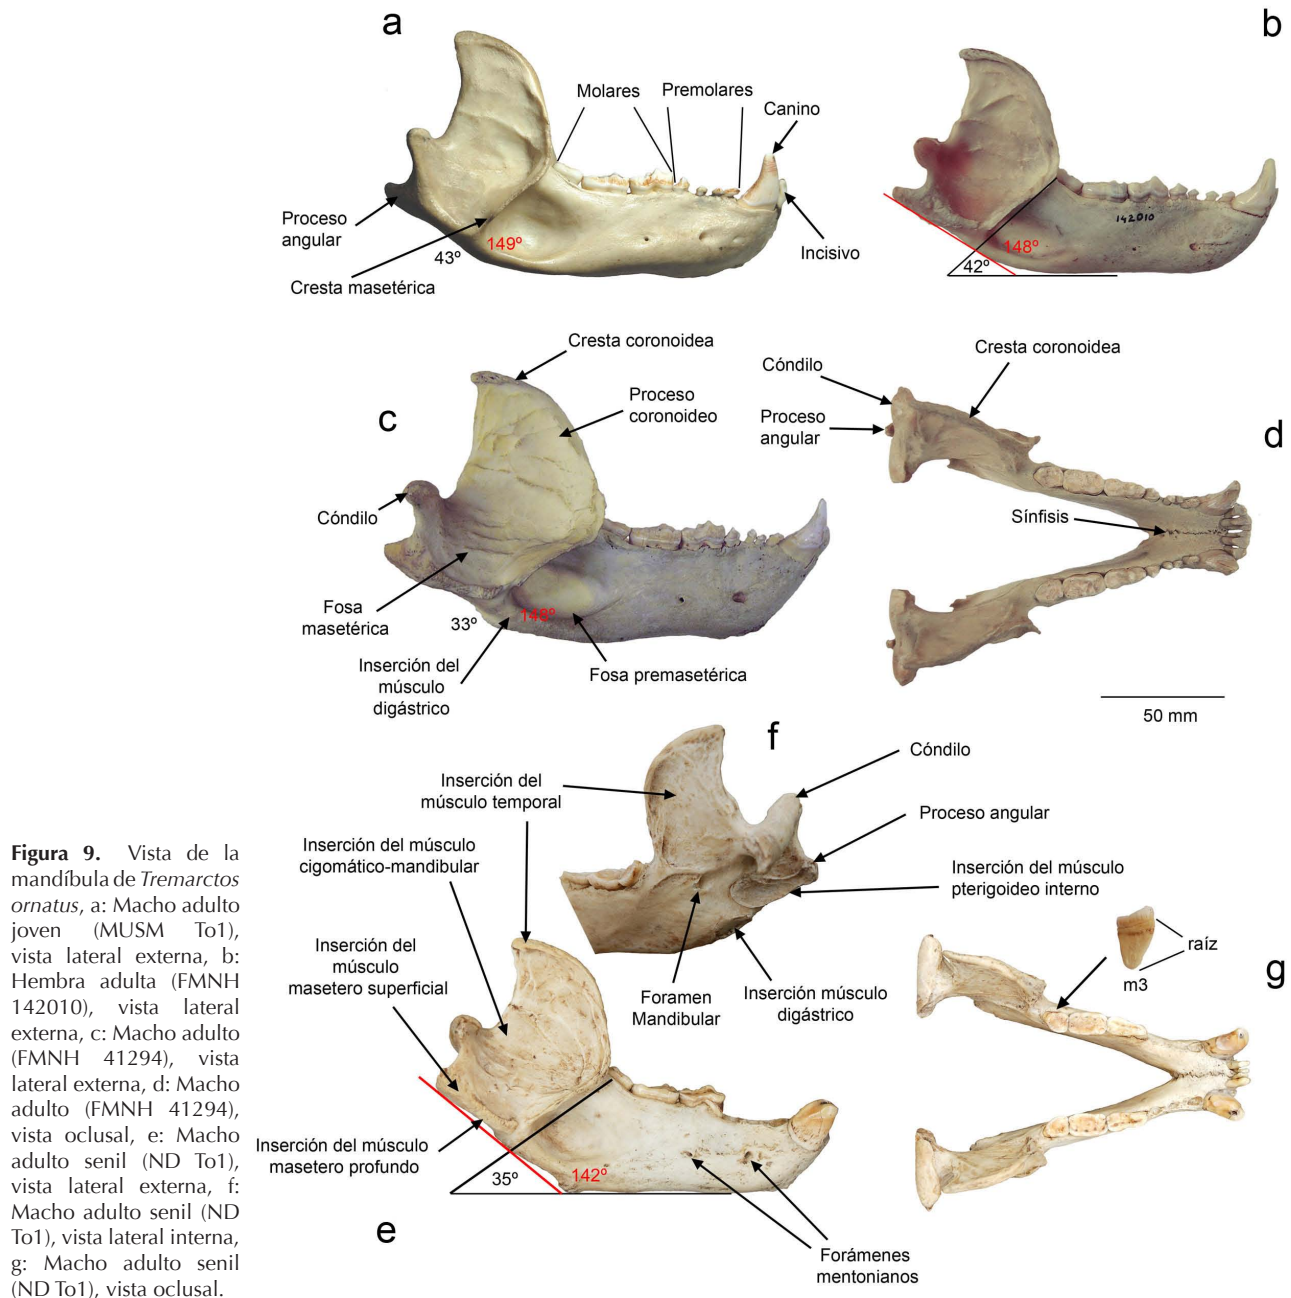 a
b
Molares
Premolares
Canino
Proceso
angular
149º
43º
Cresta masetérica
Incisivo
142010
148º
42º
Cresta coronoidea
Proceso
coronoideo
c
Cóndilo
Fosa
masetérica
33º
148º
Inserción del
músculo
digástrico
Fosa premasetérica
Cóndilo
Cresta coronoidea
Proceso
angular
d
Sínfisis
50 mm
f
Inserción del
músculo temporal
Cóndilo
Proceso angular
Inserción del músculo
pterigoideo interno
Inserción del músculo
cigomático-mandibular
Inserción del
músculo
masetero superficial
Foramen
Mandibular
Inserción músculo
digástrico
raíz
m3
g
Inserción del músculo
masetero profundo
35º
142º
e
Forámenes
mentonianos
Figura 9. Vista de la
mandíbula de Tremarctos
ornatus, a: Macho adulto
joven (MUSM To1),
vista lateral externa, b:
Hembra adulta (FMNH
142010), vista lateral
externa, c: Macho adulto
(FMNH 41294), vista
lateral externa, d: Macho
adulto (FMNH 41294),
vista oclusal, e: Macho
adulto senil (ND To1),
vista lateral externa, f:
Macho adulto senil (ND
To1), vista lateral interna,
g: Macho adulto senil
(ND To1), vista oclusal.